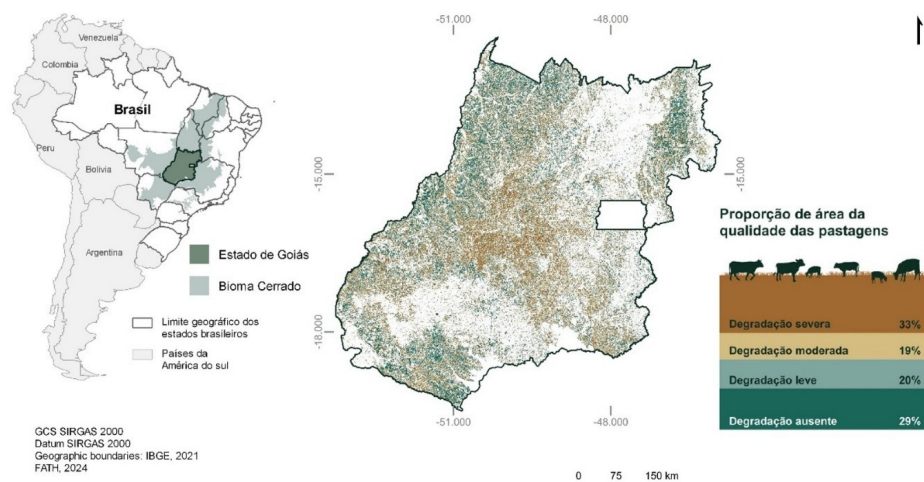 Venezuela
Colombia
Brasil
Peru
Bolivia
Argentina
Estado de Goiás
Bioma Cerrado
Limite geográfico dos
estados brasileiros
Países da
América do sul
GCS SIRGAS 2000
Datum SIRGAS 2000
Geographic boundaries: IBGE, 2021
FATH, 2024
-51.000
-48.000
-15.000
-15.000
-18.000
-18.000
-51.000
-48.000
0 75 150 km
Proporção de área da
qualidade das pastagens
Degradação severa 33%
Degradação moderada 19%
Degradação leve 20%
Degradação ausente 29%